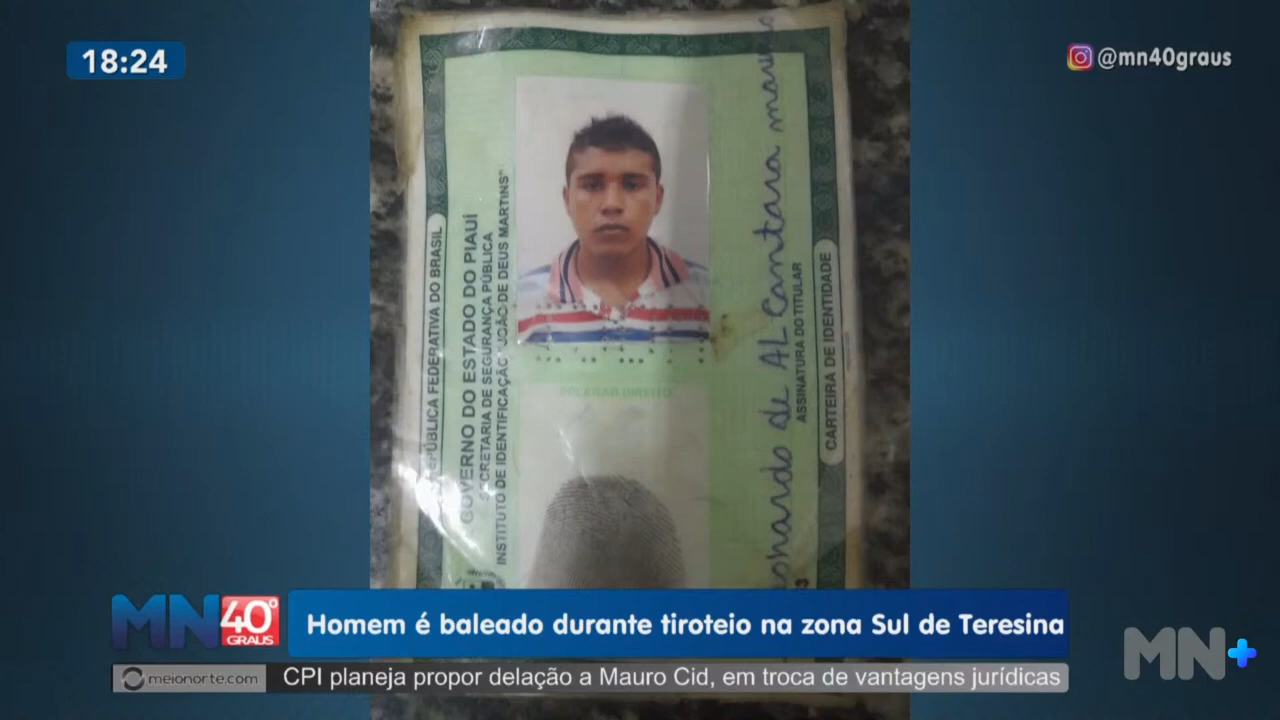 18:24
@mn40graus
REPÚBLICA FEDERATIVA DO BRASIL
GOVERNO DO ESTADO DO PIAUÍ
SECRETARIA DE SEGURANÇA PÚBLICA
INSTITUTO DE IDENTIFICAÇÃO "JOÃO DE DEUS MARTINS"
POLEGAR DIREITO
de AL Cantara
ASSINATURA DO TITULAR
CARTEIRA DE IDENTIDADE
MN 40°
GRAUS
Homem é baleado durante tiroteio na zona Sul de Teresina
meionorte.com
CPI planeja propor delação a Mauro Cid, em troca de vantagens jurídicas
MN+